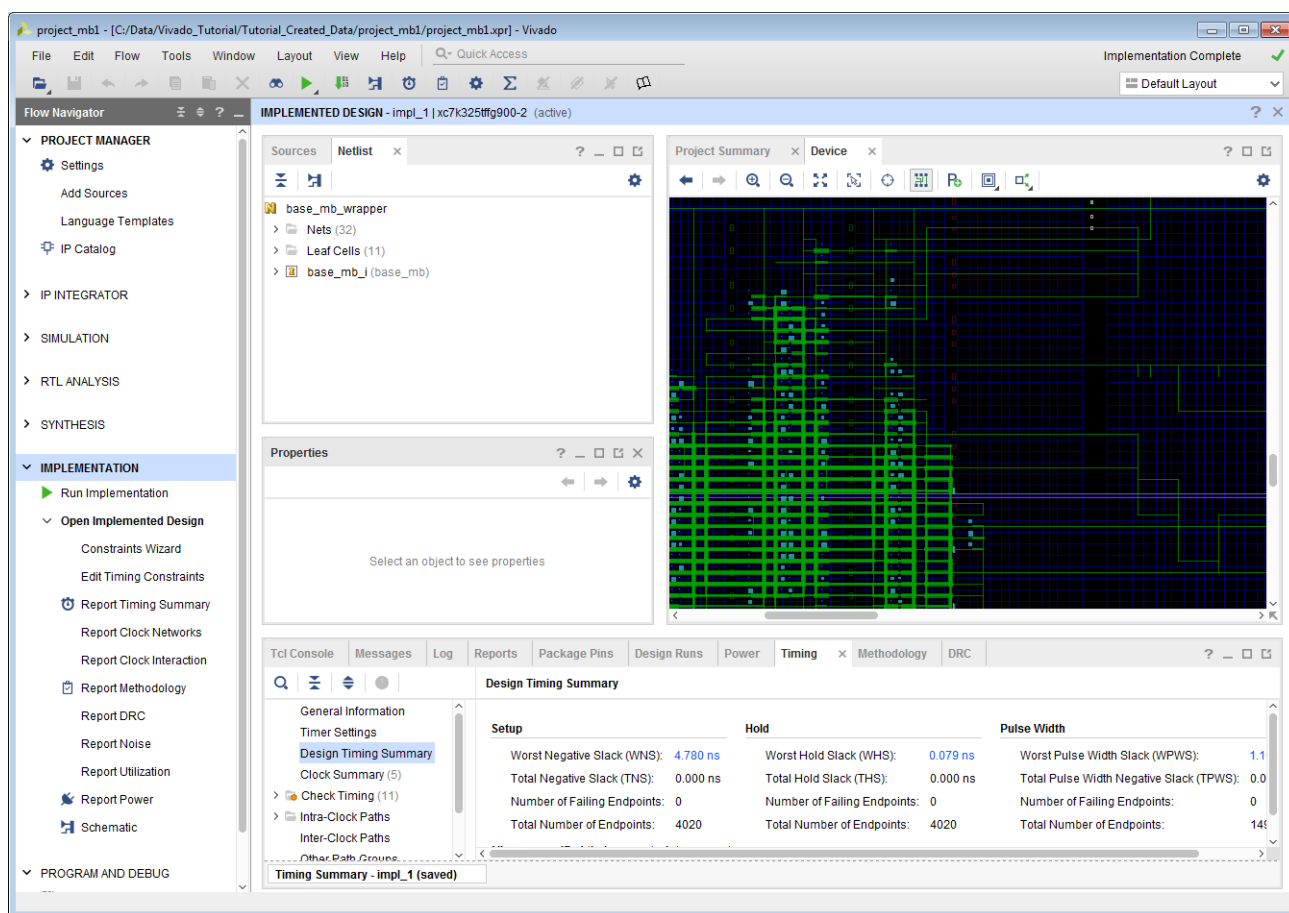 project_mb1 - [C:/Data/Vivado_Tutorial/Tutorial_Created_Data/project_mb1/project_mb1.xpr] - Vivado
File Edit Flow Tools Window Layout View Help Quick Access Implementation Complete
Default Layout
Flow Navigator
IMPLEMENTED DESIGN - impl_1 | xc7k325tffg900-2 (active)
PROJECT MANAGER
Settings
Add Sources
Language Templates
IP Catalog
IP INTEGRATOR
SIMULATION
RTL ANALYSIS
SYNTHESIS
IMPLEMENTATION
Run Implementation
Open Implemented Design
Constraints Wizard
Edit Timing Constraints
Report Timing Summary
Report Clock Networks
Report Clock Interaction
Report Methodology
Report DRC
Report Noise
Report Utilization
Report Power
Schematic
PROGRAM AND DEBUG
Sources Netlist
base_mb_wrapper
Nets (32)
Leaf Cells (11)
base_mb_i (base_mb)
Properties
Select an object to see properties
Project Summary Device
Tcl Console Messages Log Reports Package Pins Design Runs Power Timing Methodology DRC
General Information
Timer Settings
Design Timing Summary
Clock Summary (5)
Check Timing (11)
Intra-Clock Paths
Inter-Clock Paths
Other Path Groups
Design Timing Summary
Setup Hold Pulse Width
Worst Negative Slack (WNS): 4.780 ns Worst Hold Slack (WHS): 0.079 ns Worst Pulse Width Slack (WPWS): 1.1
Total Negative Slack (TNS): 0.000 ns Total Hold Slack (THS): 0.000 ns Total Pulse Width Negative Slack (TPWS): 0.0
Number of Failing Endpoints: 0 Number of Failing Endpoints: 0 Number of Failing Endpoints: 0
Total Number of Endpoints: 4020 Total Number of Endpoints: 4020 Total Number of Endpoints: 149
Timing Summary - impl_1 (saved)